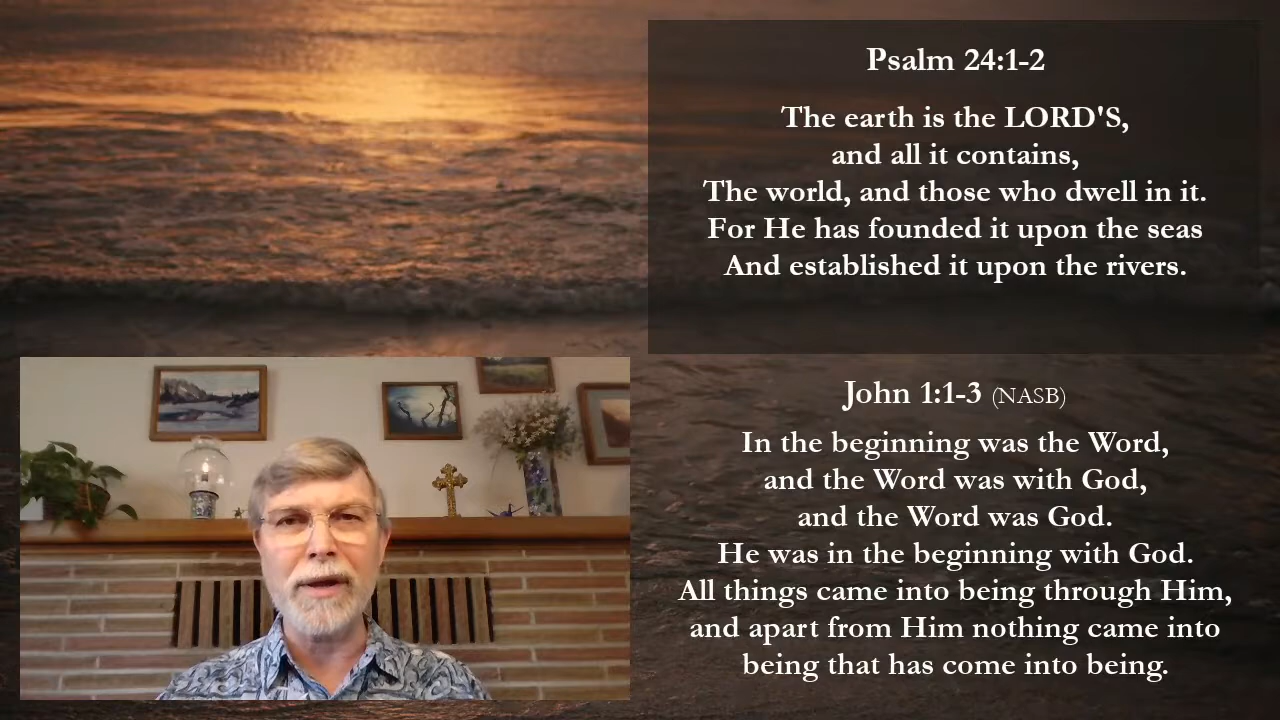 Psalm 24:1-2
The earth is the LORD'S,
and all it contains,
The world, and those who dwell in it.
For He has founded it upon the seas
And established it upon the rivers.
John 1:1-3 (NASB)
In the beginning was the Word,
and the Word was with God,
and the Word was God.
He was in the beginning with God.
All things came into being through Him,
and apart from Him nothing came into
being that has come into being.